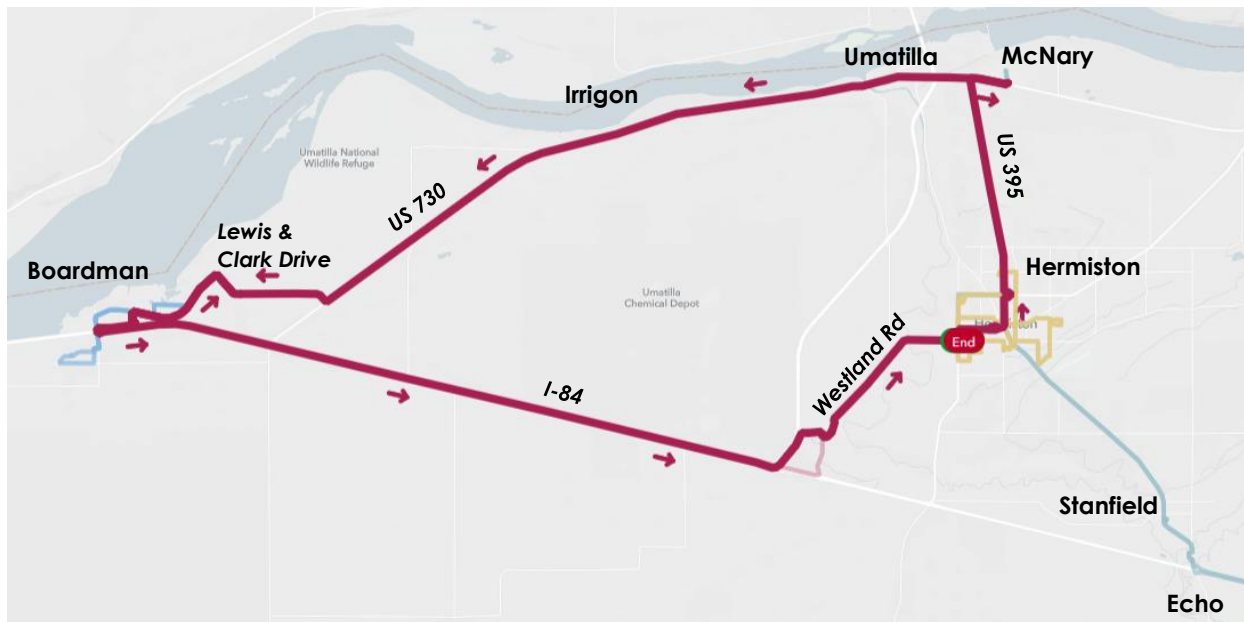 Umatilla
McNary
Irrigon
Umatilla National
Wildlife Refuge
US 395
US 730
Lewis &
Clark Drive
Boardman
Hermiston
Umatilla
Chemical Depot
End
Westland Rd
I-84
Stanfield
Echo